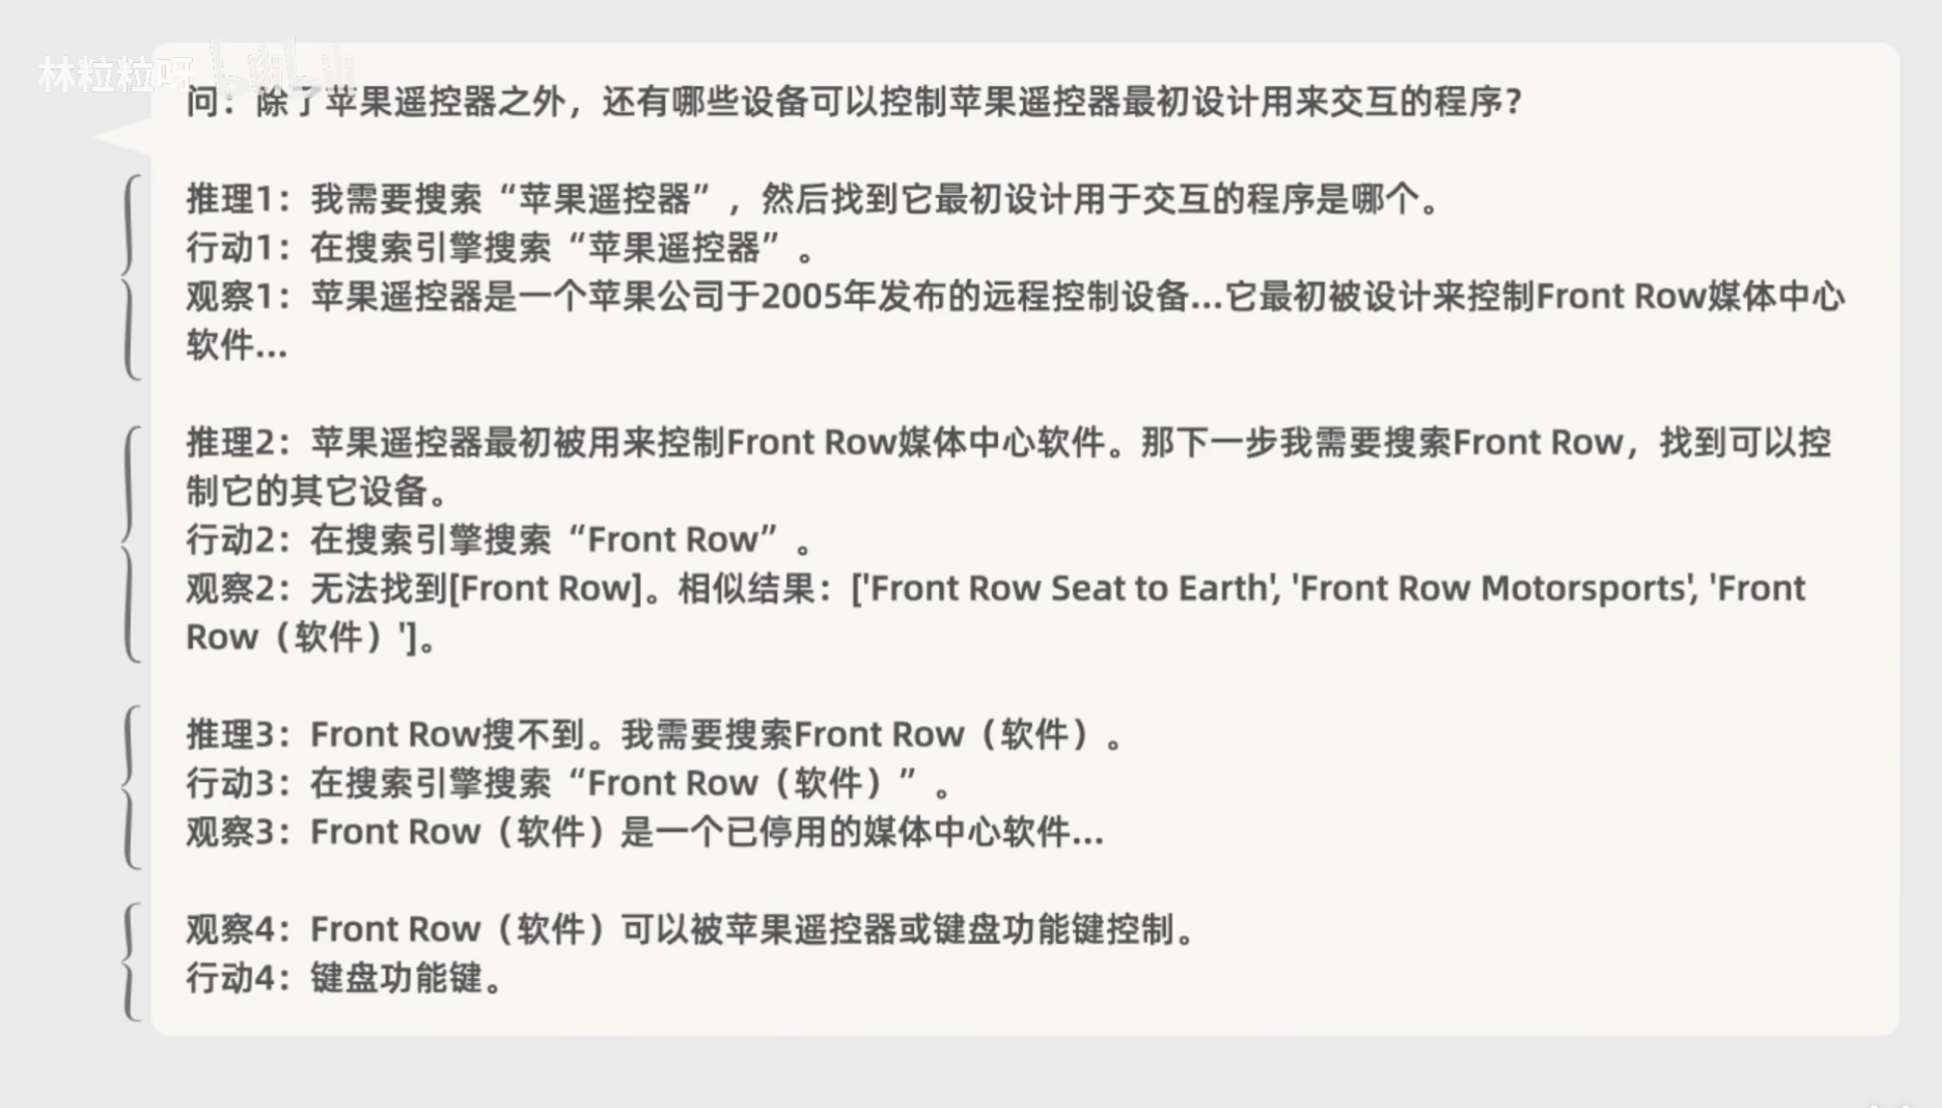 林粒粒呀 bilibili
问：除了苹果遥控器之外，还有哪些设备可以控制苹果遥控器最初设计用来交互的程序？
推理1：我需要搜索“苹果遥控器”，然后找到它最初设计用于交互的程序是哪个。
行动1：在搜索引擎搜索“苹果遥控器”。
观察1：苹果遥控器是一个苹果公司于2005年发布的远程控制设备...它最初被设计来控制Front Row媒体中心
软件...
推理2：苹果遥控器最初被用来控制Front Row媒体中心软件。那下一步我需要搜索Front Row，找到可以控
制它的其它设备。
行动2：在搜索引擎搜索“Front Row”。
观察2：无法找到[Front Row]。相似结果：['Front Row Seat to Earth', 'Front Row Motorsports', 'Front
Row（软件）']。
推理3：Front Row搜不到。我需要搜索Front Row（软件）。
行动3：在搜索引擎搜索“Front Row（软件）”。
观察3：Front Row（软件）是一个已停用的媒体中心软件...
观察4：Front Row（软件）可以被苹果遥控器或键盘功能键控制。
行动4：键盘功能键。